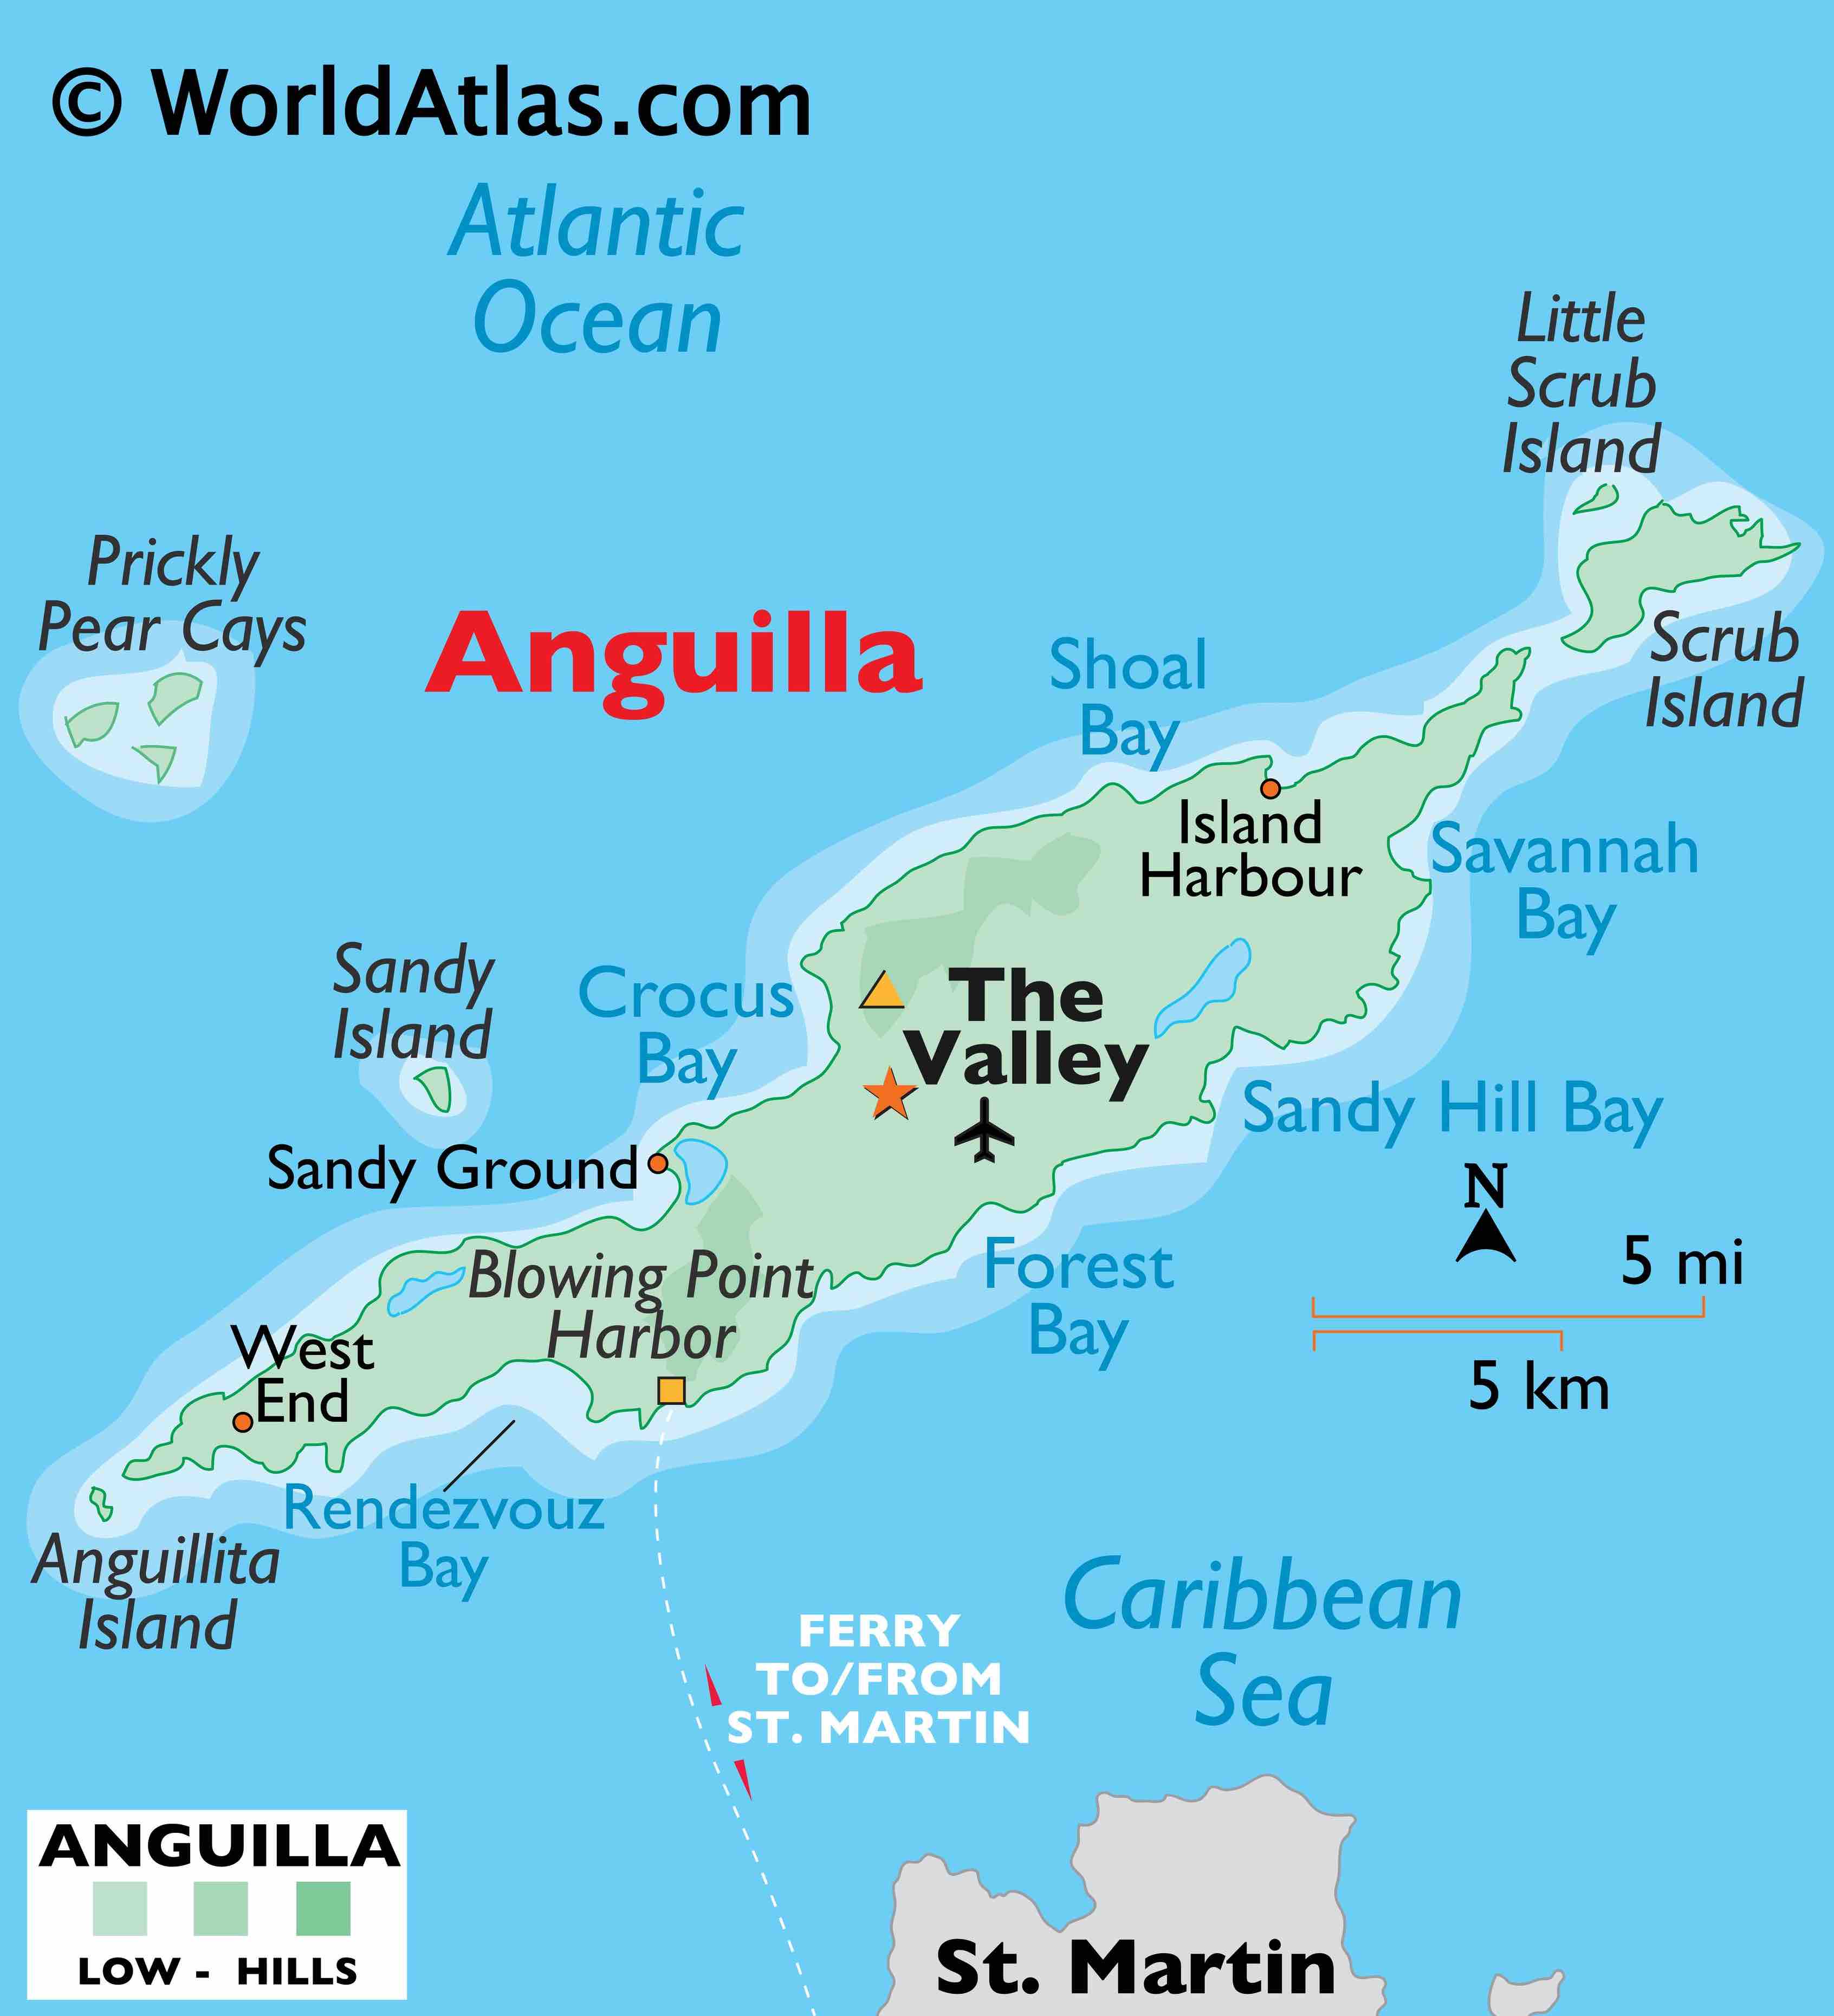 © WorldAtlas.com
Atlantic
Ocean
Little
Scrub
Island
Prickly
Pear Cays
Anguilla
Scrub
Island
Shoal
Bay
Island
Harbour
Savannah
Bay
Sandy
Island
Crocus
Bay
The
Valley
Sandy Hill Bay
Sandy Ground
N
5 mi
5 km
Blowing Point
Harbor
Forest
Bay
West
End
Rendezvouz
Bay
Anguillita
Island
Caribbean
Sea
FERRY
TO/FROM
ST. MARTIN
ANGUILLA
LOW - HILLS
St. Martin